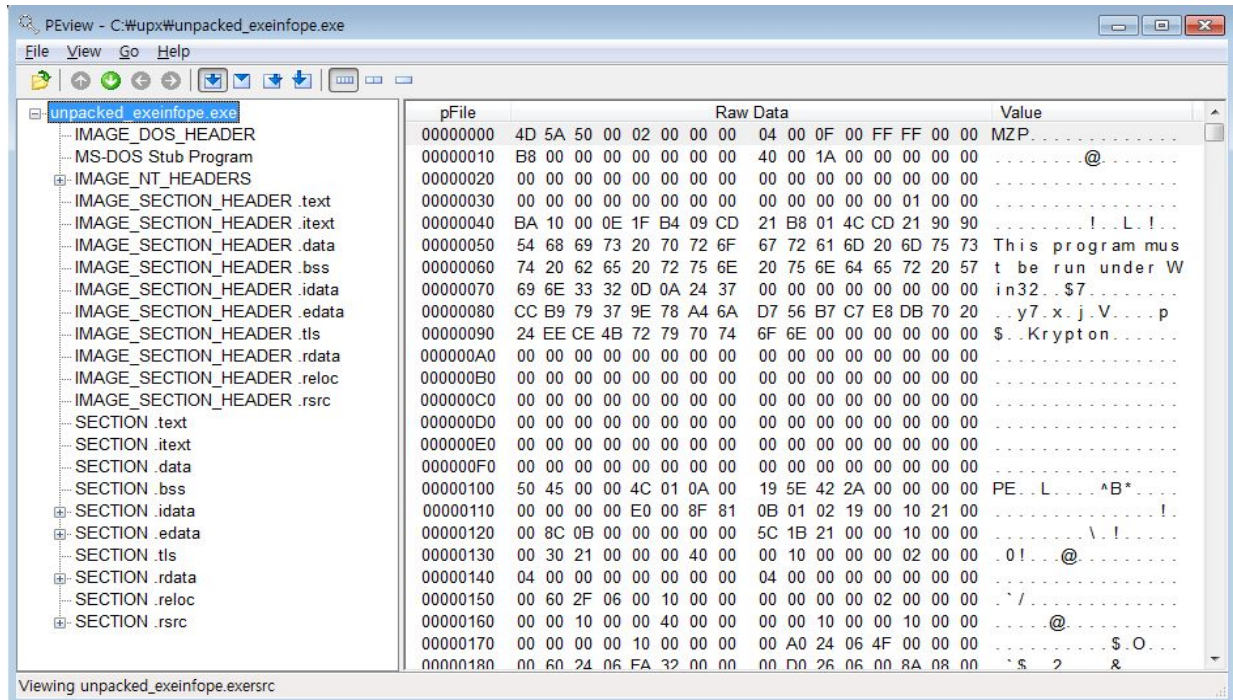 PEview - C:₩upx₩unpacked_exeinfope.exe
File View Go Help
unpacked_exeinfope.exe
IMAGE_DOS_HEADER
MS-DOS Stub Program
IMAGE_NT_HEADERS
IMAGE_SECTION_HEADER .text
IMAGE_SECTION_HEADER .itext
IMAGE_SECTION_HEADER .data
IMAGE_SECTION_HEADER .bss
IMAGE_SECTION_HEADER .idata
IMAGE_SECTION_HEADER .edata
IMAGE_SECTION_HEADER .tls
IMAGE_SECTION_HEADER .rdata
IMAGE_SECTION_HEADER .reloc
IMAGE_SECTION_HEADER .rsrc
SECTION .text
SECTION .itext
SECTION .data
SECTION .bss
SECTION .idata
SECTION .edata
SECTION .tls
SECTION .rdata
SECTION .reloc
SECTION .rsrc
pFile Raw Data Value
00000000 4D 5A 50 00 02 00 00 00 04 00 0F 00 FF FF 00 00 MZP.............
00000010 B8 00 00 00 00 00 00 00 40 00 1A 00 00 00 00 00 ........@.......
00000020 00 00 00 00 00 00 00 00 00 00 00 00 00 00 00 00 ................
00000030 00 00 00 00 00 00 00 00 00 00 00 00 00 01 00 00 ................
00000040 BA 10 00 0E 1F B4 09 CD 21 B8 01 4C CD 21 90 90 ........!..L.!..
00000050 54 68 69 73 20 70 72 6F 67 72 61 6D 20 6D 75 73 This program mus
00000060 74 20 62 65 20 72 75 6E 20 75 6E 64 65 72 20 57 t be run under W
00000070 69 6E 33 32 0D 0A 24 37 00 00 00 00 00 00 00 00 in32..$7........
00000080 CC B9 79 37 9E 78 A4 6A D7 56 B7 C7 E8 DB 70 20 ..y7.x.j.V....p
00000090 24 EE CE 4B 72 79 70 74 6F 6E 00 00 00 00 00 00 $..Krypton......
000000A0 00 00 00 00 00 00 00 00 00 00 00 00 00 00 00 00 ................
000000B0 00 00 00 00 00 00 00 00 00 00 00 00 00 00 00 00 ................
000000C0 00 00 00 00 00 00 00 00 00 00 00 00 00 00 00 00 ................
000000D0 00 00 00 00 00 00 00 00 00 00 00 00 00 00 00 00 ................
000000E0 00 00 00 00 00 00 00 00 00 00 00 00 00 00 00 00 ................
000000F0 00 00 00 00 00 00 00 00 00 00 00 00 00 00 00 00 ................
00000100 50 45 00 00 4C 01 0A 00 19 5E 42 2A 00 00 00 00 PE..L....^B*....
00000110 00 00 00 00 E0 00 8F 81 0B 01 02 19 00 10 21 00 ..............!.
00000120 00 8C 0B 00 00 00 00 00 5C 1B 21 00 00 10 00 00 ........\.!.....
00000130 00 30 21 00 00 00 40 00 00 10 00 00 00 02 00 00 .0!...@.........
00000140 04 00 00 00 00 00 00 00 04 00 00 00 00 00 00 00 ................
00000150 00 60 2F 06 00 10 00 00 00 00 00 00 02 00 00 00 .`/.............
00000160 00 00 10 00 00 40 00 00 00 00 10 00 00 10 00 00 .....@..........
00000170 00 00 00 00 10 00 00 00 00 A0 24 06 4F 00 00 00 ..........$.O...
00000180 00 60 24 06 FA 32 00 00 00 D0 26 06 00 8A 08 00 .`$..2....&.....
Viewing unpacked_exeinfope.exersrc